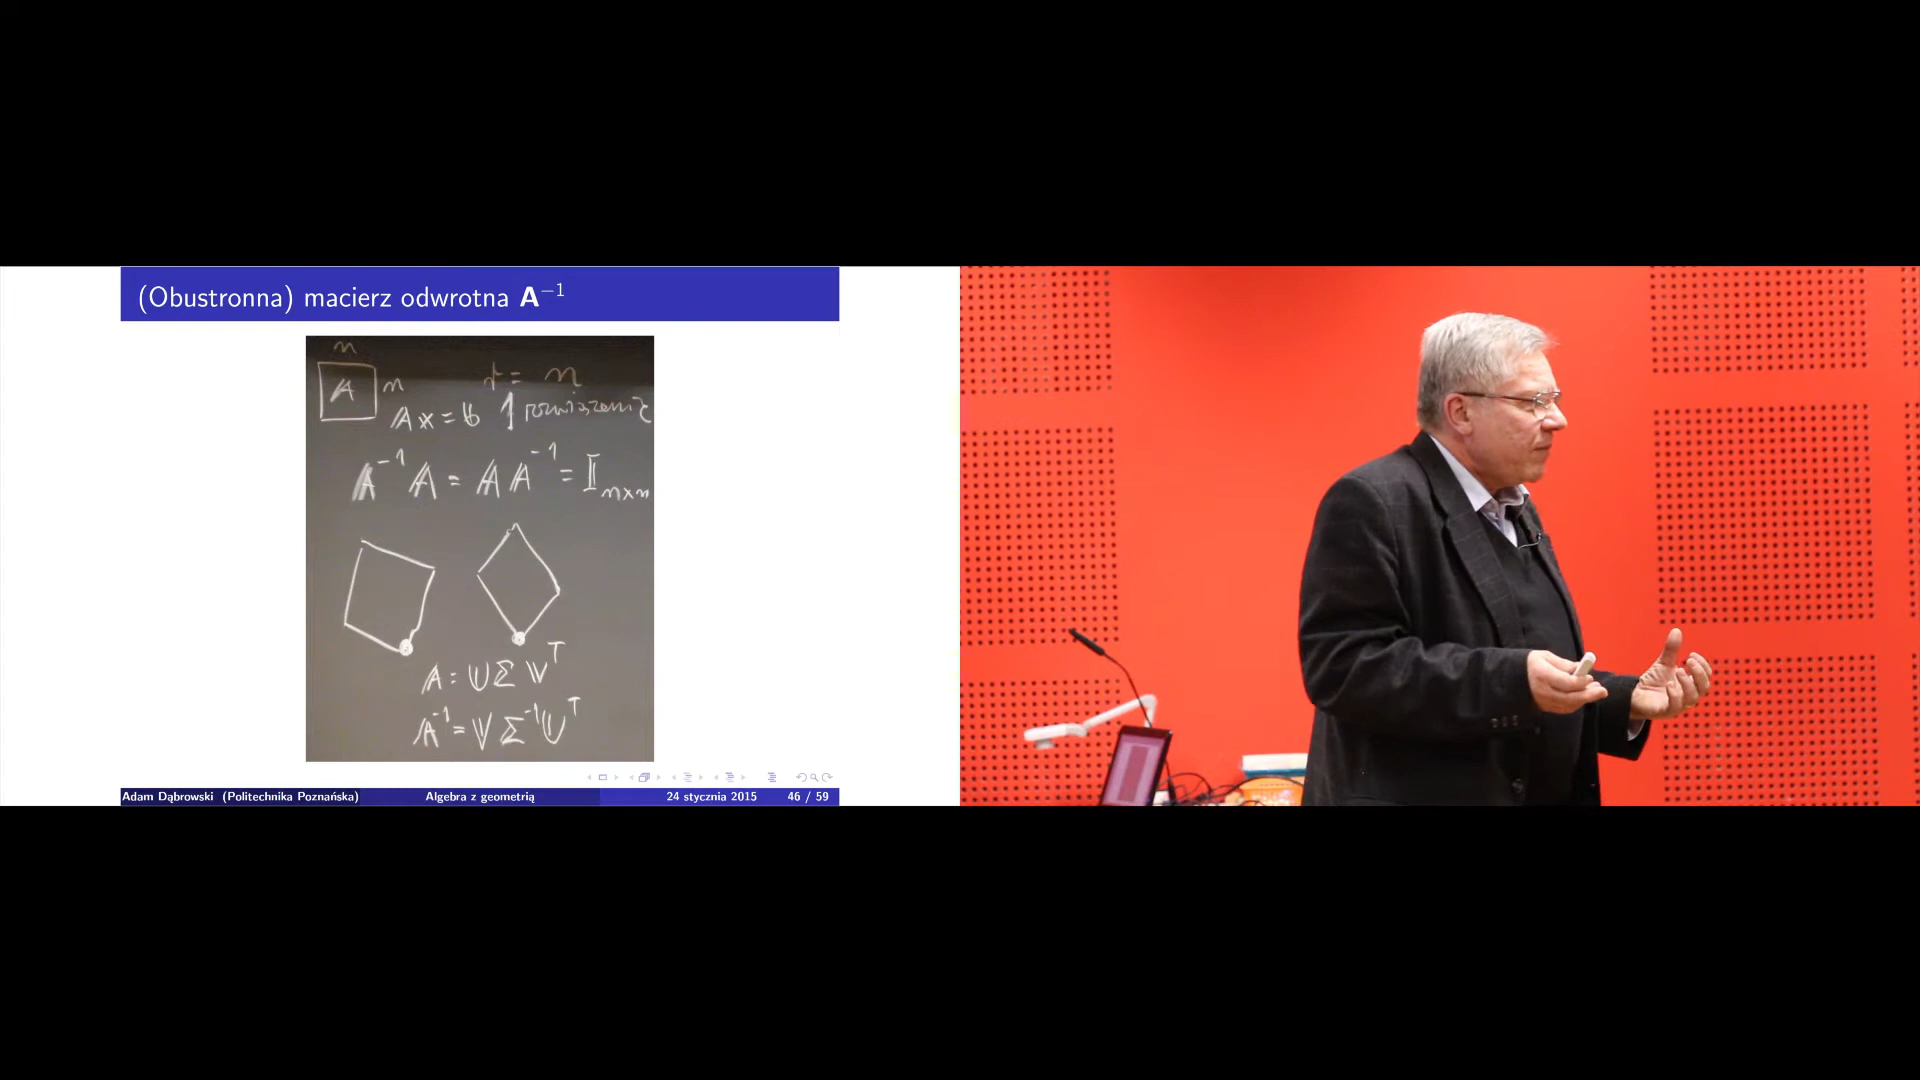 (Obustronna) macierz odwrotna A⁻¹
n
A n r = n
Ax = b 1 rozwiązanie
A⁻¹A = AA⁻¹ = I n×n
A = UΣVᵀ
A⁻¹ = VΣ⁻¹Uᵀ
Adam Dąbrowski (Politechnika Poznańska) Algebra z geometrią 24 stycznia 2015 46 / 59